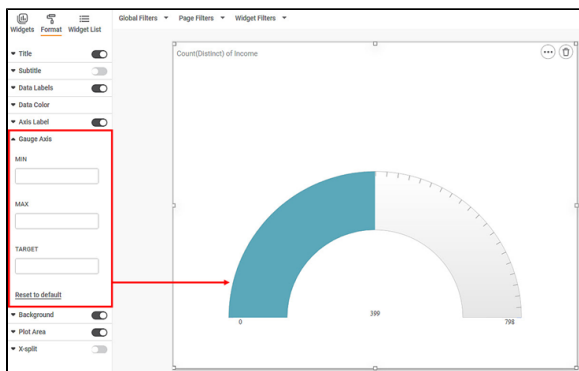 Widgets Format Widget List
Global Filters Page Filters Widget Filters
Title
Subtitle
Data Labels
Data Color
Axis Label
Gauge Axis
MIN
MAX
TARGET
Reset to default
Background
Plot Area
X-split
Count(Distinct) of Income
0
399
798